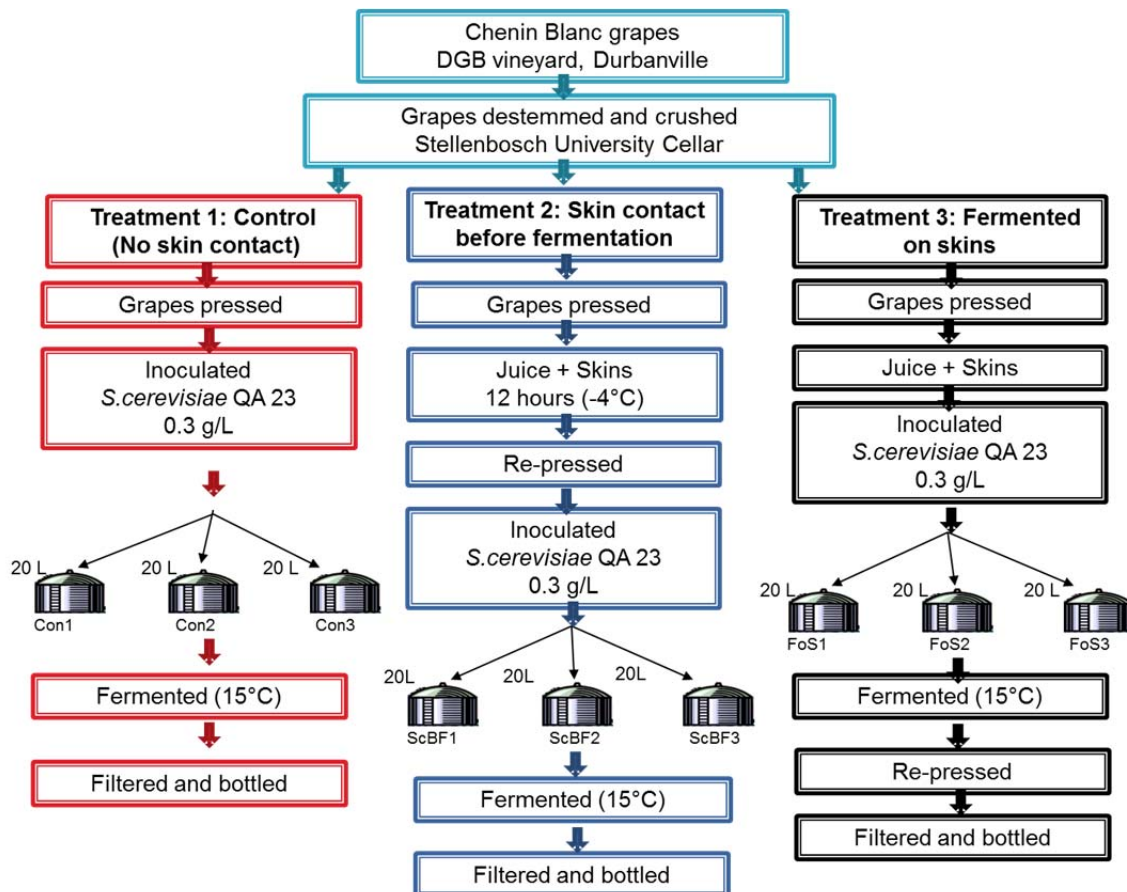 Chenin Blanc grapes
DGB vineyard, Durbanville
Grapes destemmed and crushed
Stellenbosch University Cellar
Treatment 1: Control
(No skin contact)
Grapes pressed
Inoculated
S.cerevisiae QA 23
0.3 g/L
20 L
20 L
20 L
Con1
Con2
Con3
Fermented (15°C)
Filtered and bottled
Treatment 2: Skin contact
before fermentation
Grapes pressed
Juice + Skins
12 hours (-4°C)
Re-pressed
Inoculated
S.cerevisiae QA 23
0.3 g/L
20L
20L
20L
ScBF1
ScBF2
ScBF3
Fermented (15°C)
Filtered and bottled
Treatment 3: Fermented
on skins
Grapes pressed
Juice + Skins
Inoculated
S.cerevisiae QA 23
0.3 g/L
20 L
20 L
20 L
FoS1
FoS2
FoS3
Fermented (15°C)
Re-pressed
Filtered and bottled